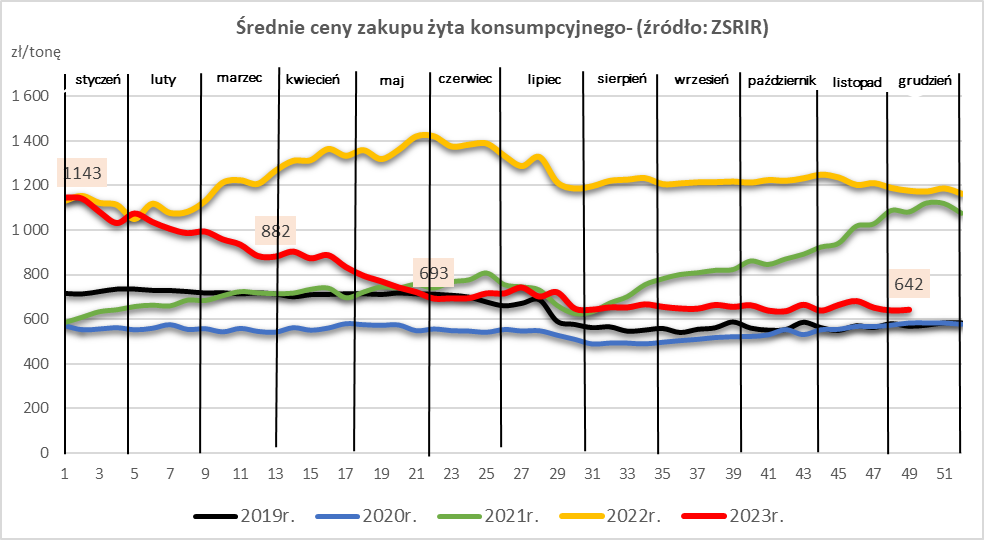 Średnie ceny zakupu żyta konsumpcyjnego- (źródło: ZSRIR)
zł/tonę
styczeń luty marzec kwiecień maj czerwiec lipiec sierpień wrzesień październik listopad grudzień
1 600
1 400
1 200
1 000
800
600
400
200
0
1143
882
693
642
1 3 5 7 9 11 13 15 17 19 21 23 25 27 29 31 33 35 37 39 41 43 45 47 49 51
2019r. 2020r. 2021r. 2022r. 2023r.